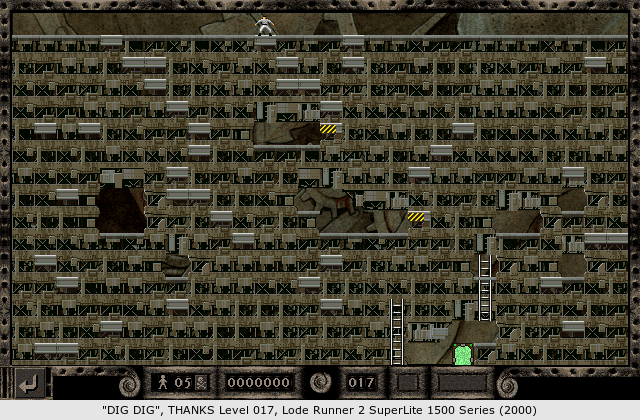 05 0000000 017
"DIG DIG", THANKS Level 017, Lode Runner 2 SuperLite 1500 Series (2000)